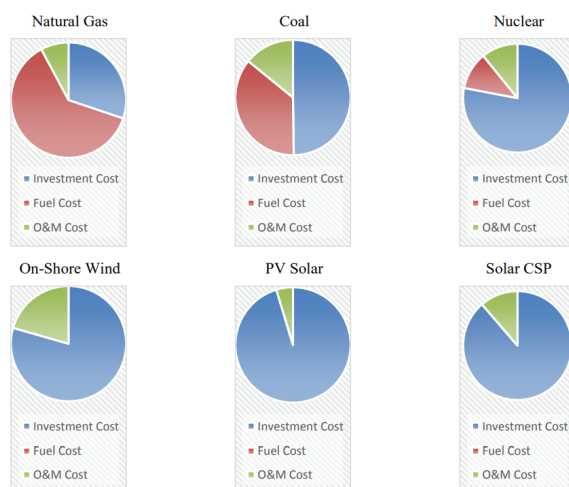 Natural Gas
Coal
Nuclear
Investment Cost
Fuel Cost
O&M Cost
Investment Cost
Fuel Cost
O&M Cost
Investment Cost
Fuel Cost
O&M Cost
On-Shore Wind
PV Solar
Solar CSP
Investment Cost
Fuel Cost
O&M Cost
Investment Cost
Fuel Cost
O&M Cost
Investment Cost
Fuel Cost
O&M Cost